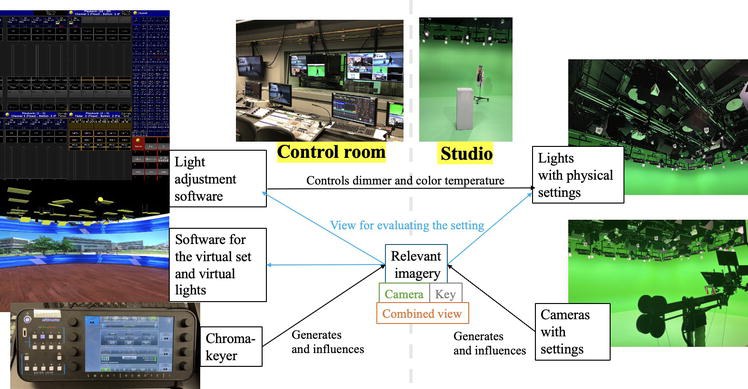 Control room
Studio
Light
adjustment
software
Lights
with physical
settings
Controls dimmer and color temperature
View for evaluating the setting
Software for
the virtual set
and virtual
lights
Relevant
imagery
Camera
Key
Combined view
Chroma-
keyer
Generates
and influences
Generates
and influences
Cameras
with
settings